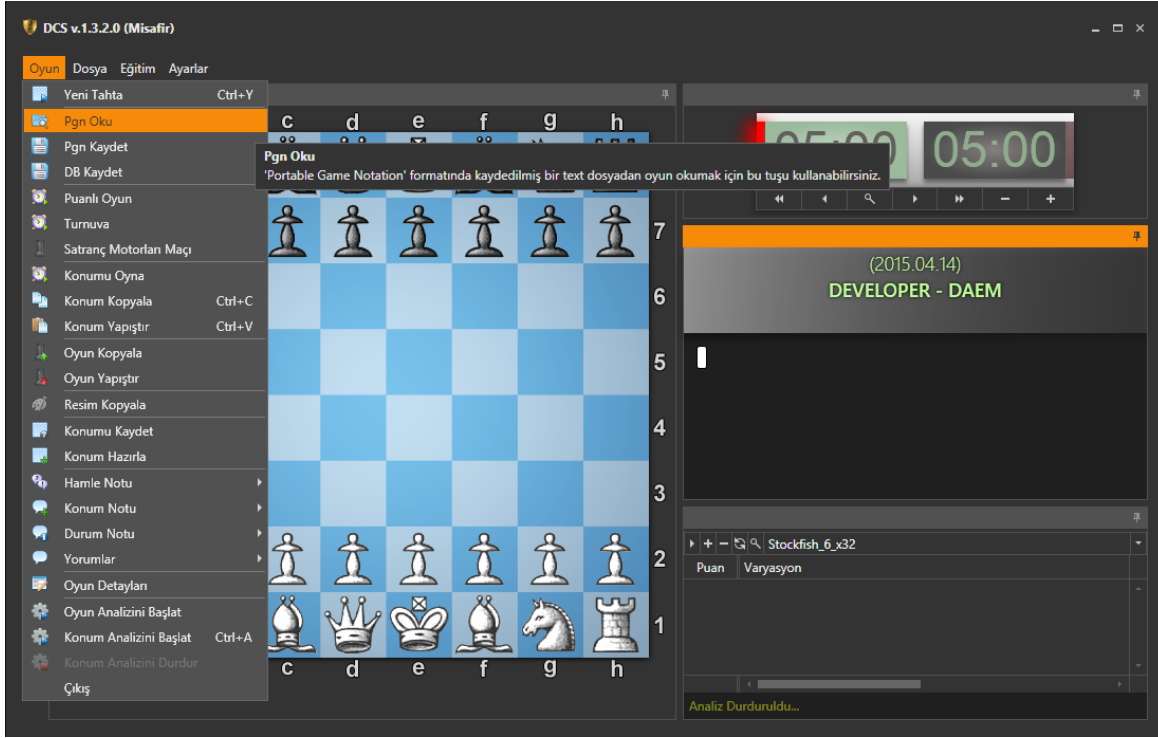 DCS v.1.3.2.0 (Misafir)
Oyun Dosya Eğitim Ayarlar
Yeni Tahta Ctrl+Y
Pgn Oku
Pgn Kaydet
DB Kaydet
Puanlı Oyun
Turnuva
Satranç Motorları Maçı
Konumu Oyna
Konum Kopyala Ctrl+C
Konum Yapıştır Ctrl+V
Oyun Kopyala
Oyun Yapıştır
Resim Kopyala
Konumu Kaydet
Konum Hazırla
Hamle Notu
Konum Notu
Durum Notu
Yorumlar
Oyun Detayları
Oyun Analizini Başlat
Konum Analizini Başlat Ctrl+A
Konum Analizini Durdur
Çıkış
Pgn Oku
'Portable Game Notation' formatında kaydedilmiş bir text dosyadan oyun okumak için bu tuşu kullanabilirsiniz.
c d e f g h
7
6
5
4
3
2
1
c d e f g h
05:00 05:00
(2015.04.14)
DEVELOPER - DAEM
Stockfish_6_x32
Puan Varyasyon
Analiz Durduruldu...